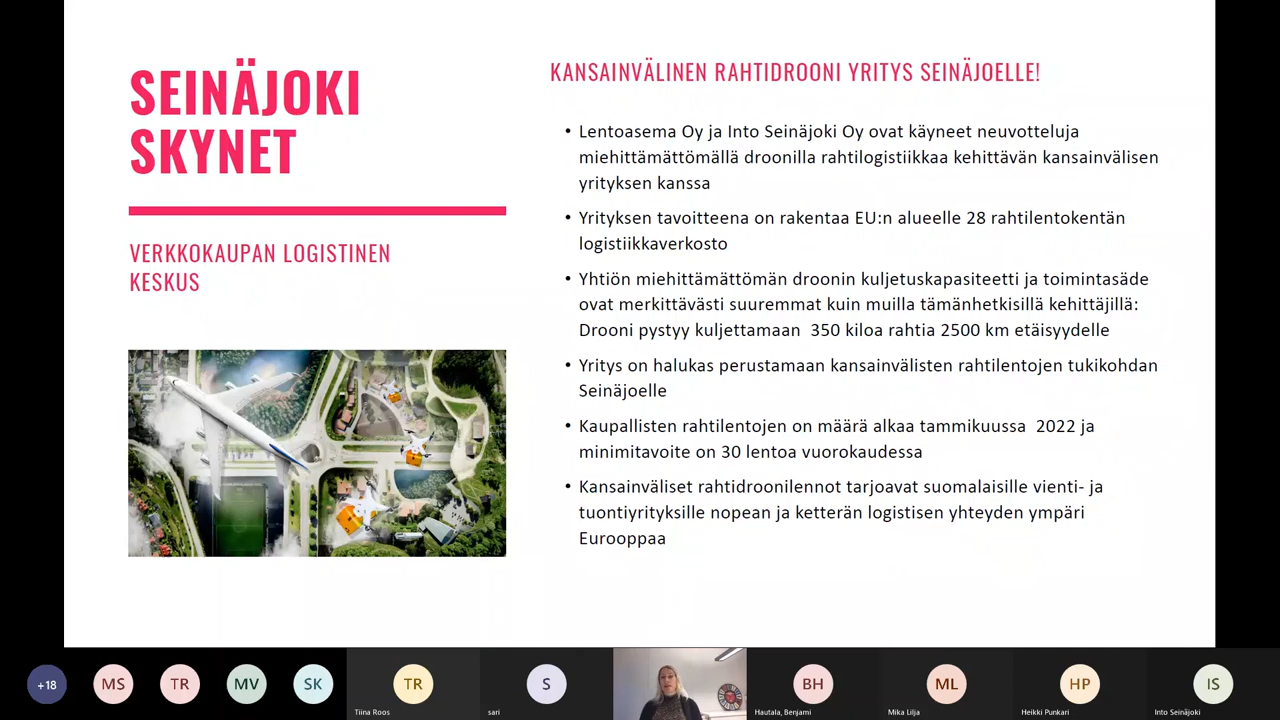 SEINÄJOKI
SKYNET
VERKKOKAUPAN LOGISTINEN
KESKUS
KANSAINVÄLINEN RAHTIDROONI YRITYS SEINÄJOELLE!
• Lentoasema Oy ja Into Seinäjoki Oy ovat käyneet neuvotteluja
miehittämättömällä droonilla rahtilogistiikkaa kehittävän kansainvälisen
yrityksen kanssa
• Yrityksen tavoitteena on rakentaa EU:n alueelle 28 rahtilentokentän
logistiikkaverkosto
• Yhtiön miehittämättömän droonin kuljetuskapasiteetti ja toimintasäde
ovat merkittävästi suuremmat kuin muilla tämänhetkisillä kehittäjillä:
Drooni pystyy kuljettamaan 350 kiloa rahtia 2500 km etäisyydelle
• Yritys on halukas perustamaan kansainvälisten rahtilentojen tukikohdan
Seinäjoelle
• Kaupallisten rahtilentojen on määrä alkaa tammikuussa 2022 ja
minimitavoite on 30 lentoa vuorokaudessa
• Kansainväliset rahtidroonilennot tarjoavat suomalaisille vienti- ja
tuontiyrityksille nopean ja ketterän logistisen yhteyden ympäri
Eurooppaa
+18
MS
TR
MV
SK
TR
S
BH
ML
HP
IS
Tiina Roos
sari
Hautala, Benjami
Mika Lilja
Heikki Punkari
Into Seinäjoki